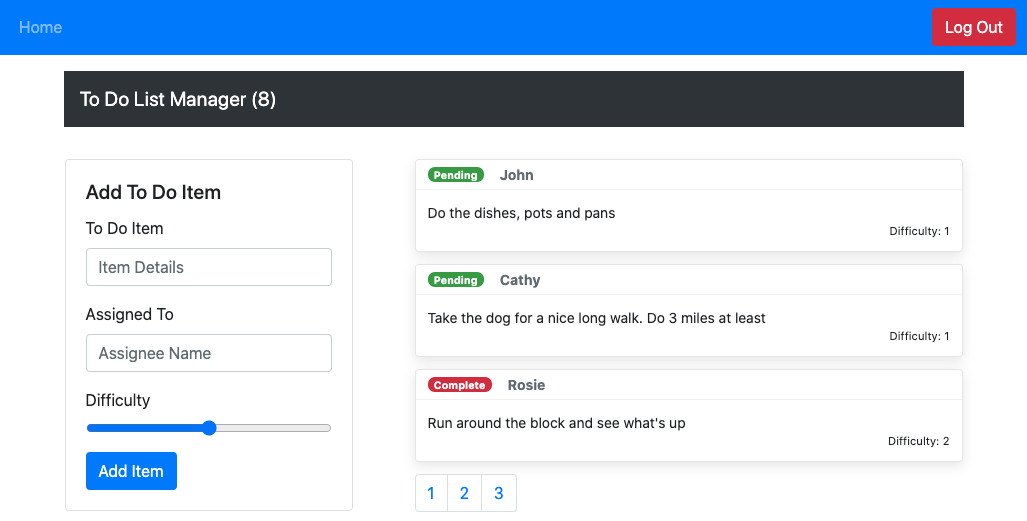 Home
Log Out
To Do List Manager (8)
Add To Do Item
To Do Item
Item Details
Assigned To
Assignee Name
Difficulty
Add Item
Pending John
Do the dishes, pots and pans
Difficulty: 1
Pending Cathy
Take the dog for a nice long walk. Do 3 miles at least
Difficulty: 1
Complete Rosie
Run around the block and see what's up
Difficulty: 2
1 2 3